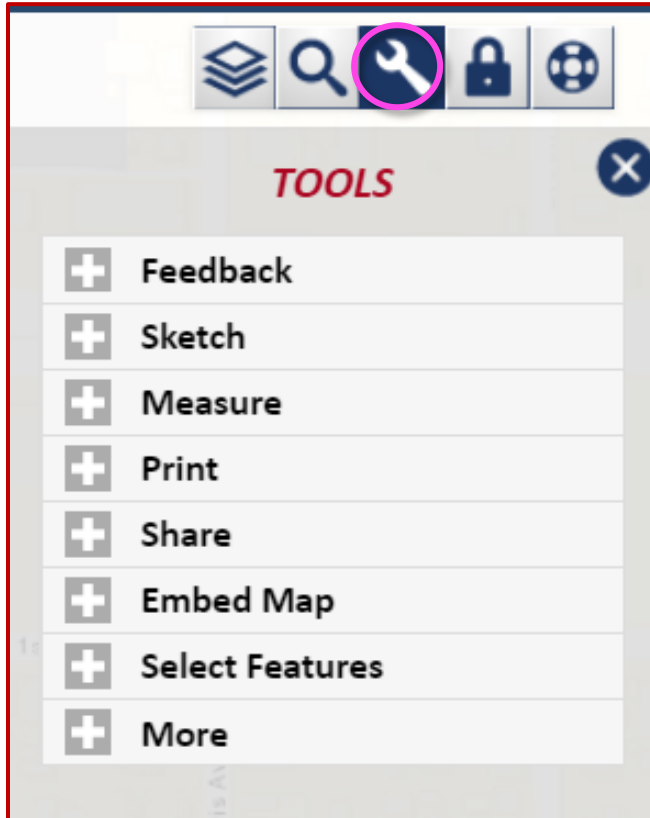 TOOLS
Feedback
Sketch
Measure
Print
Share
Embed Map
Select Features
More